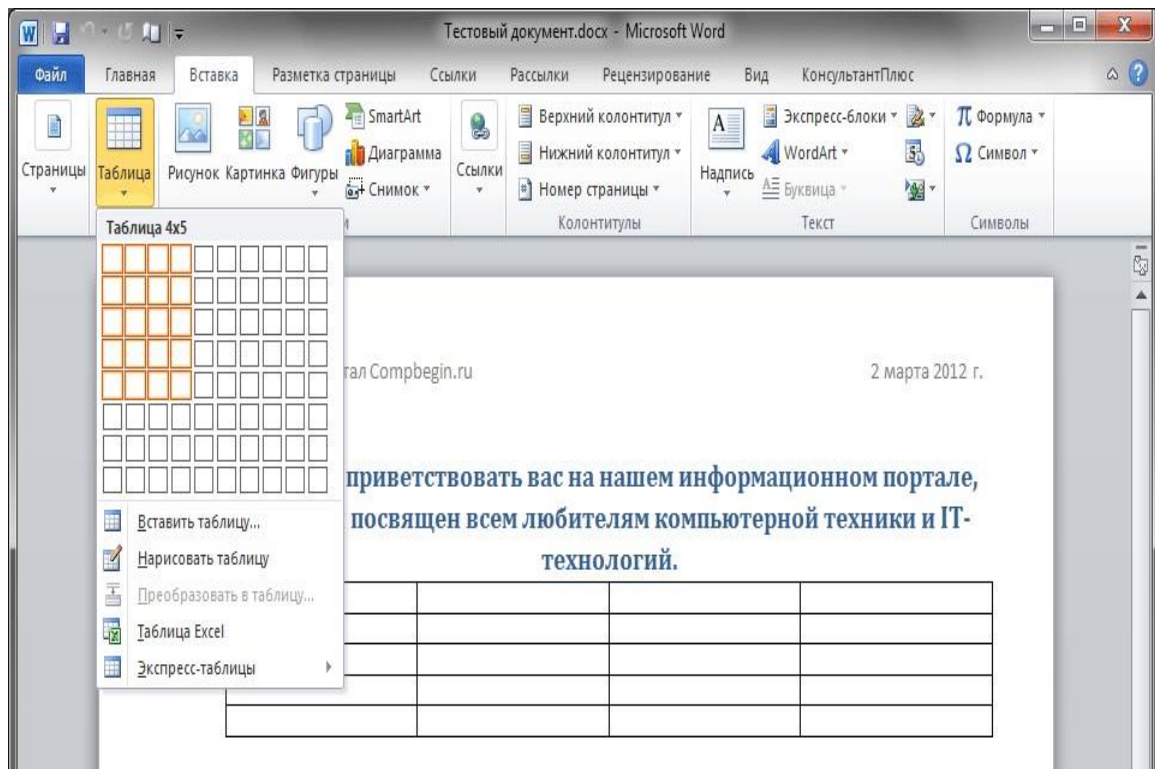 Тестовый документ.docx - Microsoft Word
Файл Главная Вставка Разметка страницы Ссылки Рассылки Рецензирование Вид КонсультантПлюс
Страницы
Таблица
Рисунок
Картинка
Фигуры
SmartArt
Диаграмма
Снимок
Ссылки
Верхний колонтитул
Нижний колонтитул
Номер страницы
Колонтитулы
Надпись
Экспресс-блоки
WordArt
Буквица
Текст
Формула
Символ
Символы
Таблица 4x5
Вставить таблицу...
Нарисовать таблицу
Преобразовать в таблицу...
Таблица Excel
Экспресс-таблицы
Compbegin.ru 2 марта 2012 г.
приветствовать вас на нашем информационном портале,
посвящен всем любителям компьютерной техники и IT-
технологий.